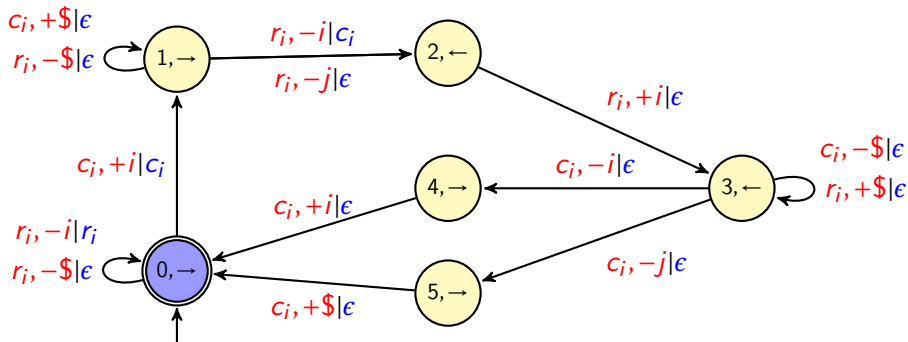 c_i, +$|ϵ
r_i, −$|ϵ
1, →
r_i, −i|c_i
r_i, −j|ϵ
2, ←
r_i, +i|ϵ
c_i, +i|c_i
c_i, −i|ϵ
4, →
3, ←
c_i, −$|ϵ
r_i, +$|ϵ
c_i, +i|ϵ
r_i, −i|r_i
r_i, −$|ϵ
0, →
c_i, −j|ϵ
5, →
c_i, +$|ϵ